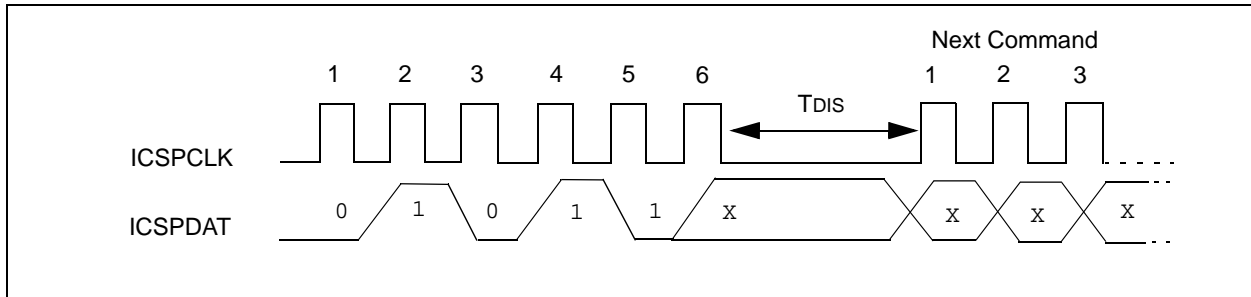 Next Command
1 2 3 4 5 6 1 2 3
TDIS
ICSPCLK
ICSPDAT
0 1 0 1 1 x x x x